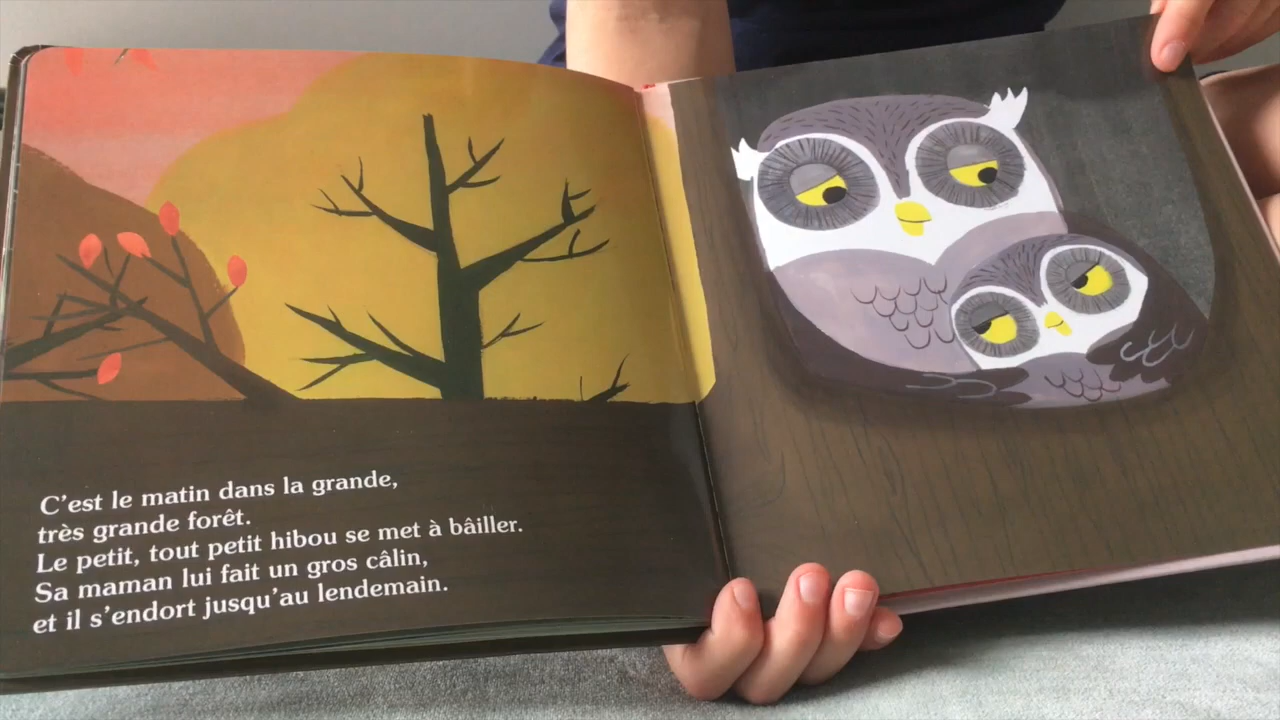 C'est le matin dans la grande,
très grande forêt.
Le petit, tout petit hibou se met à bâiller.
Sa maman lui fait un gros câlin,
et il s'endort jusqu'au lendemain.